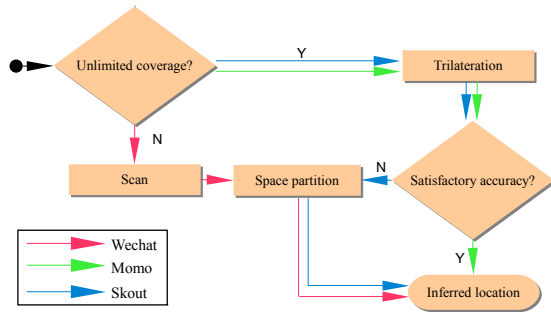 Unlimited coverage?
Y
Trilateration
N
Scan
Space partition
N
Satisfactory accuracy?
Y
Inferred location
Wechat
Momo
Skout